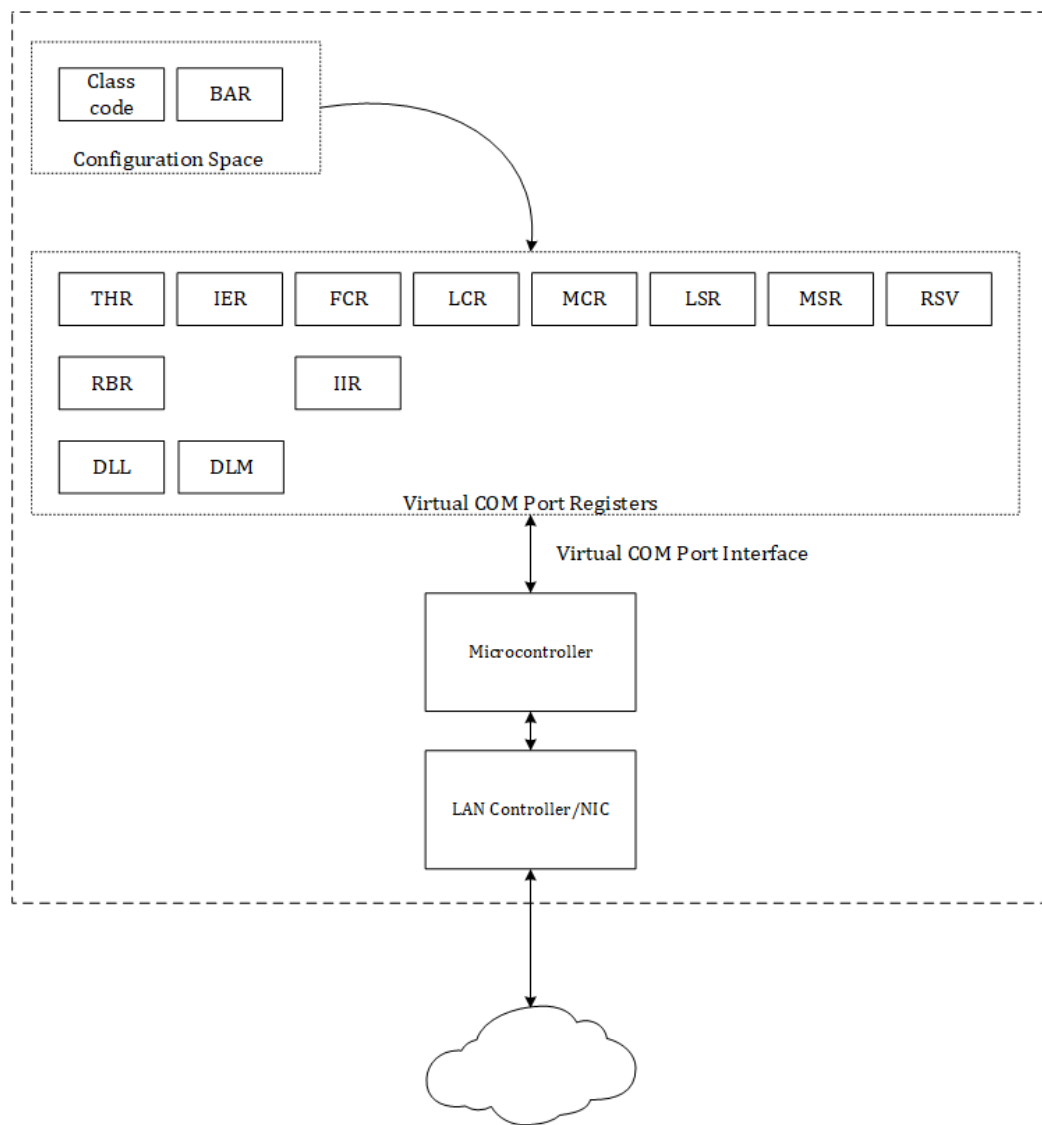 Class
code
BAR
Configuration Space
THR
IER
FCR
LCR
MCR
LSR
MSR
RSV
RBR
IIR
DLL
DLM
Virtual COM Port Registers
Virtual COM Port Interface
Microcontroller
LAN Controller/NIC